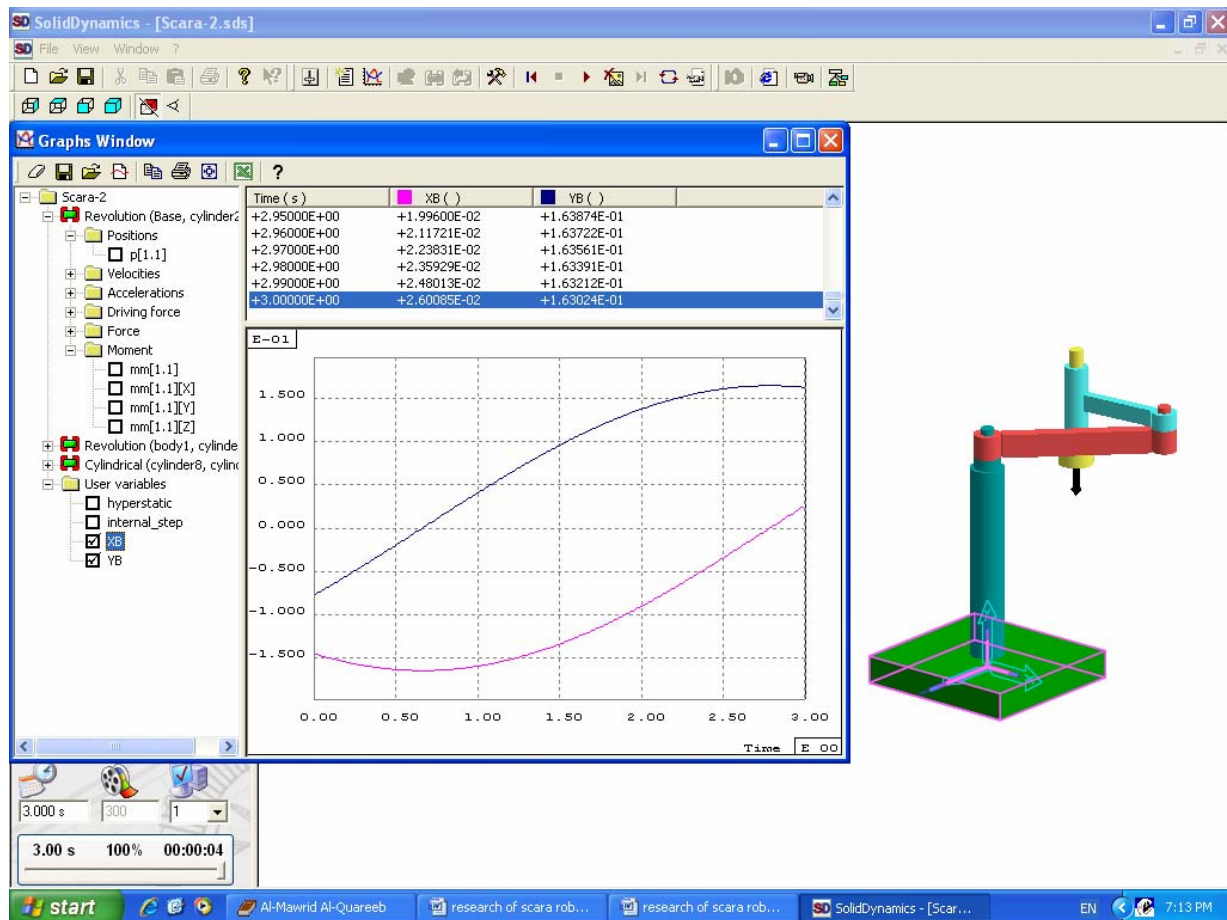 SolidDynamics - [Scara-2.sds]
File View Window ?
Graphs Window
Scara-2
Revolution (Base, cylinder2
Positions
p[1.1]
Velocities
Accelerations
Driving force
Force
Moment
mm[1.1]
mm[1.1][X]
mm[1.1][Y]
mm[1.1][Z]
Revolution (body1, cylinde
Cylindrical (cylinder8, cylin
User variables
hyperstatic
internal_step
XB
YB
Time ( s ) XB ( ) YB ( )
+2.95000E+00 +1.99600E-02 +1.63874E-01
+2.96000E+00 +2.11721E-02 +1.63722E-01
+2.97000E+00 +2.23831E-02 +1.63561E-01
+2.98000E+00 +2.35929E-02 +1.63391E-01
+2.99000E+00 +2.48013E-02 +1.63212E-01
+3.00000E+00 +2.60085E-02 +1.63024E-01
E-01
1.500
1.000
0.500
0.000
-0.500
-1.000
-1.500
0.00 0.50 1.00 1.50 2.00 2.50 3.00
Time E 00
3.000 s 300 1
3.00 s 100% 00:00:04
start Al-Mawrid Al-Quareeb research of scara rob... research of scara rob... SD SolidDynamics - [Scar... EN 7:13 PM